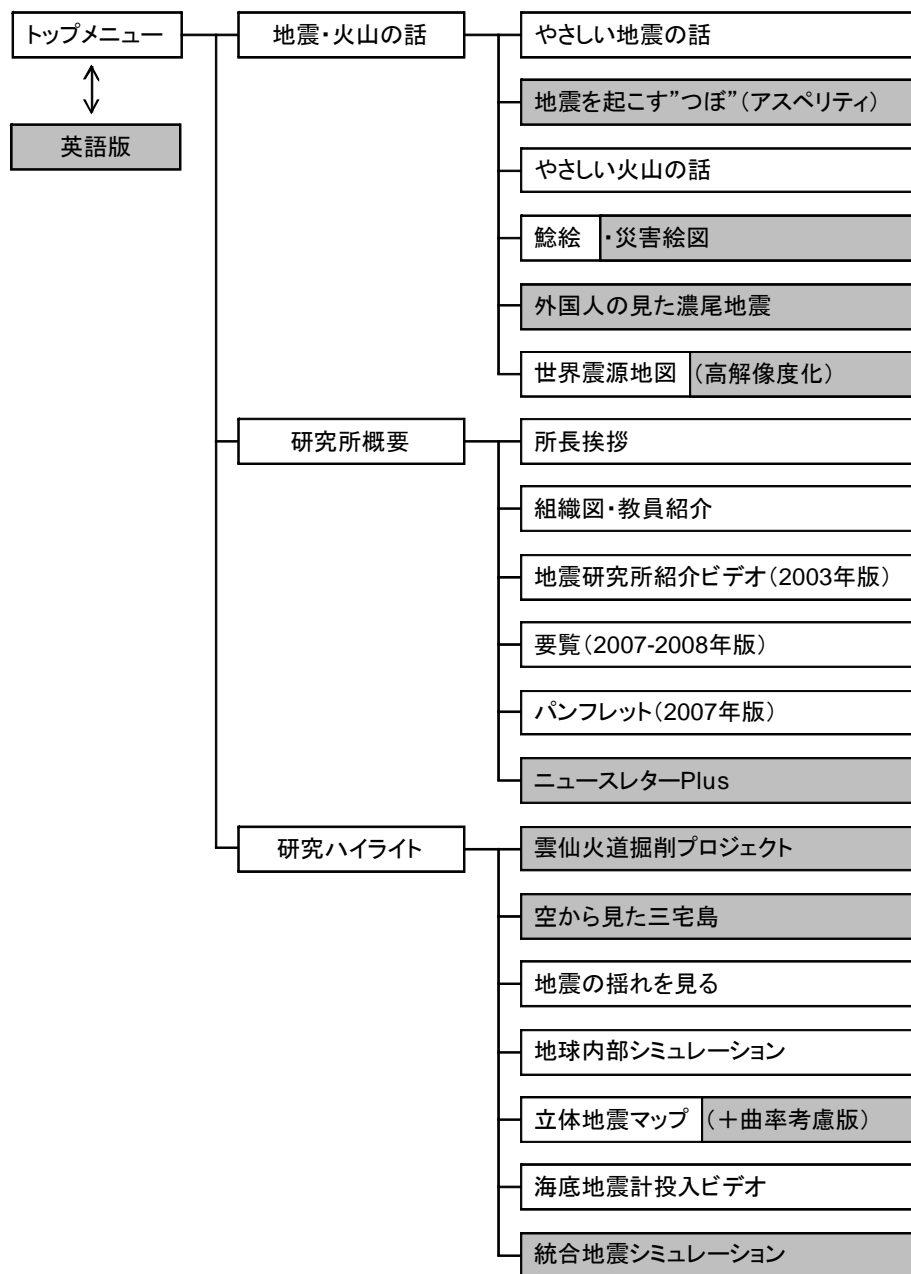 トップメニュー
英語版
地震・火山の話
やさしい地震の話
地震を起こす”つぼ”（アスペリティ）
やさしい火山の話
鯰絵・災害絵図
外国人の見た濃尾地震
世界震源地図（高解像度化）
研究所概要
所長挨拶
組織図・教員紹介
地震研究所紹介ビデオ（2003年版）
要覧（2007-2008年版）
パンフレット（2007年版）
ニュースレターPlus
研究ハイライト
雲仙火道掘削プロジェクト
空から見た三宅島
地震の揺れを見る
地球内部シミュレーション
立体地震マップ（＋曲率考慮版）
海底地震計投入ビデオ
統合地震シミュレーション